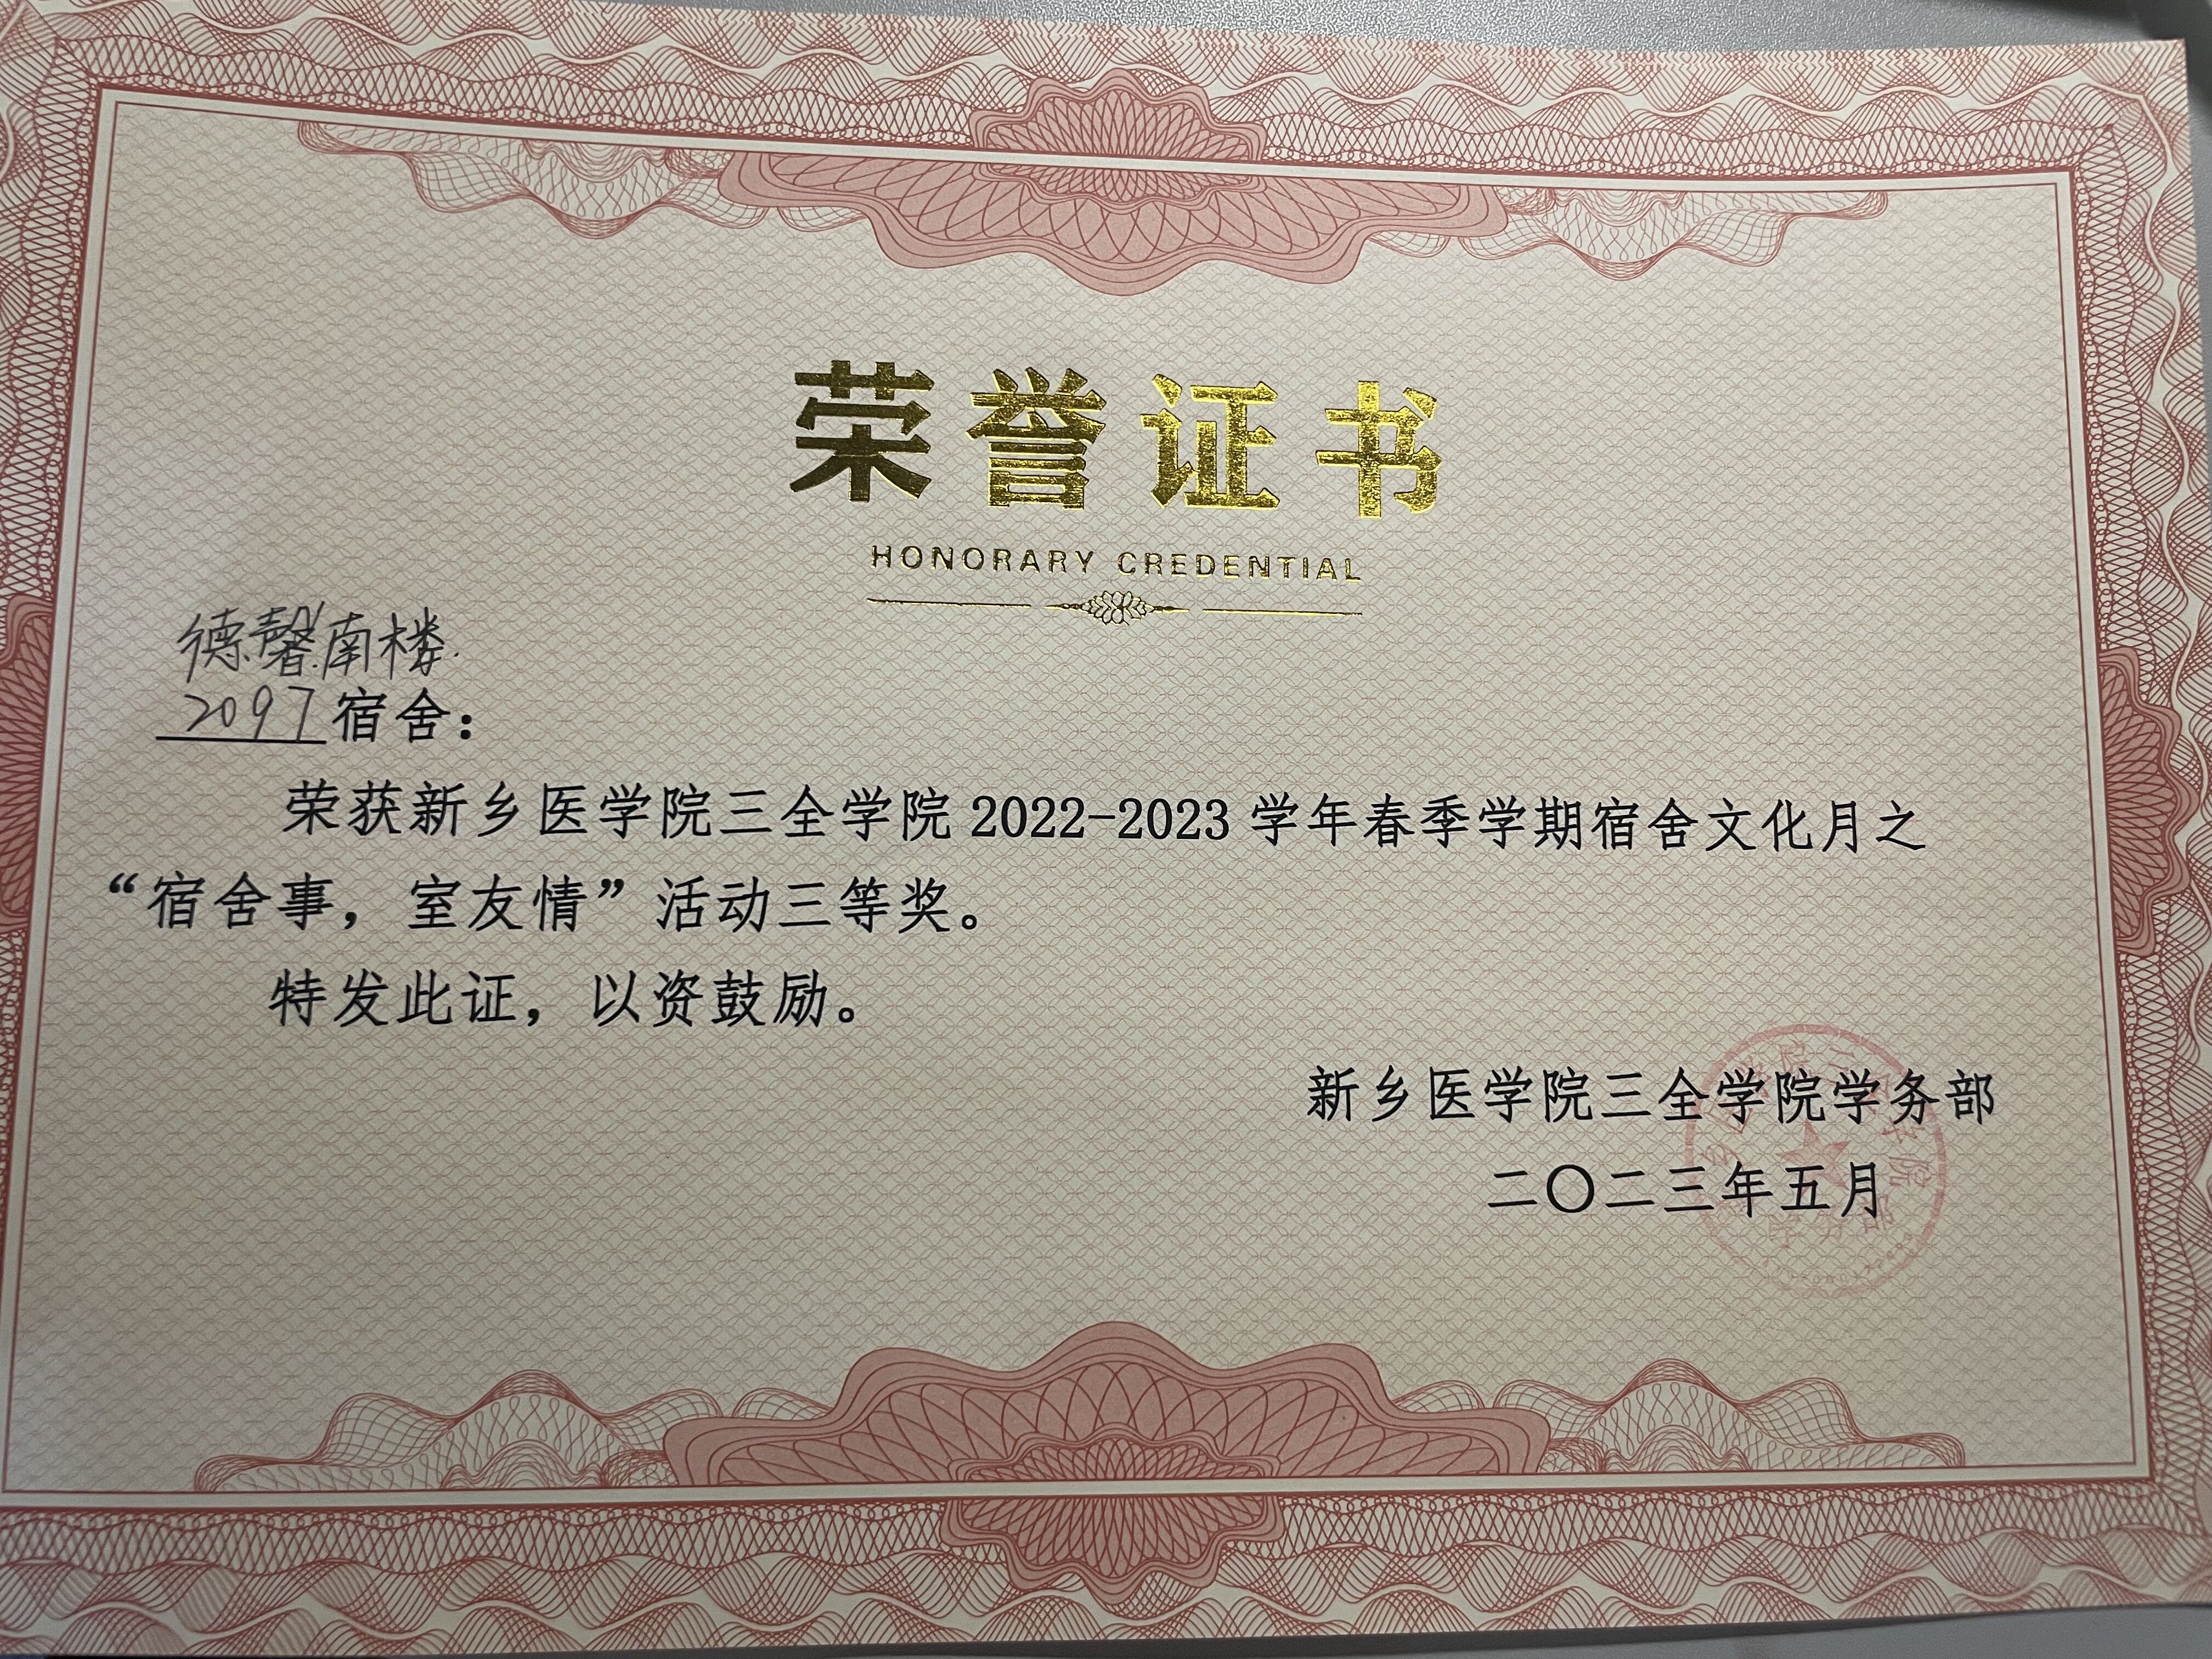 荣誉证书
HONORARY CREDENTIAL
德馨南楼
2097宿舍：
荣获新乡医学院三全学院2022-2023学年春季学期宿舍文化月之
“宿舍事，室友情”活动三等奖。
特发此证，以资鼓励。
新乡医学院三全学院学务部
二〇二三年五月